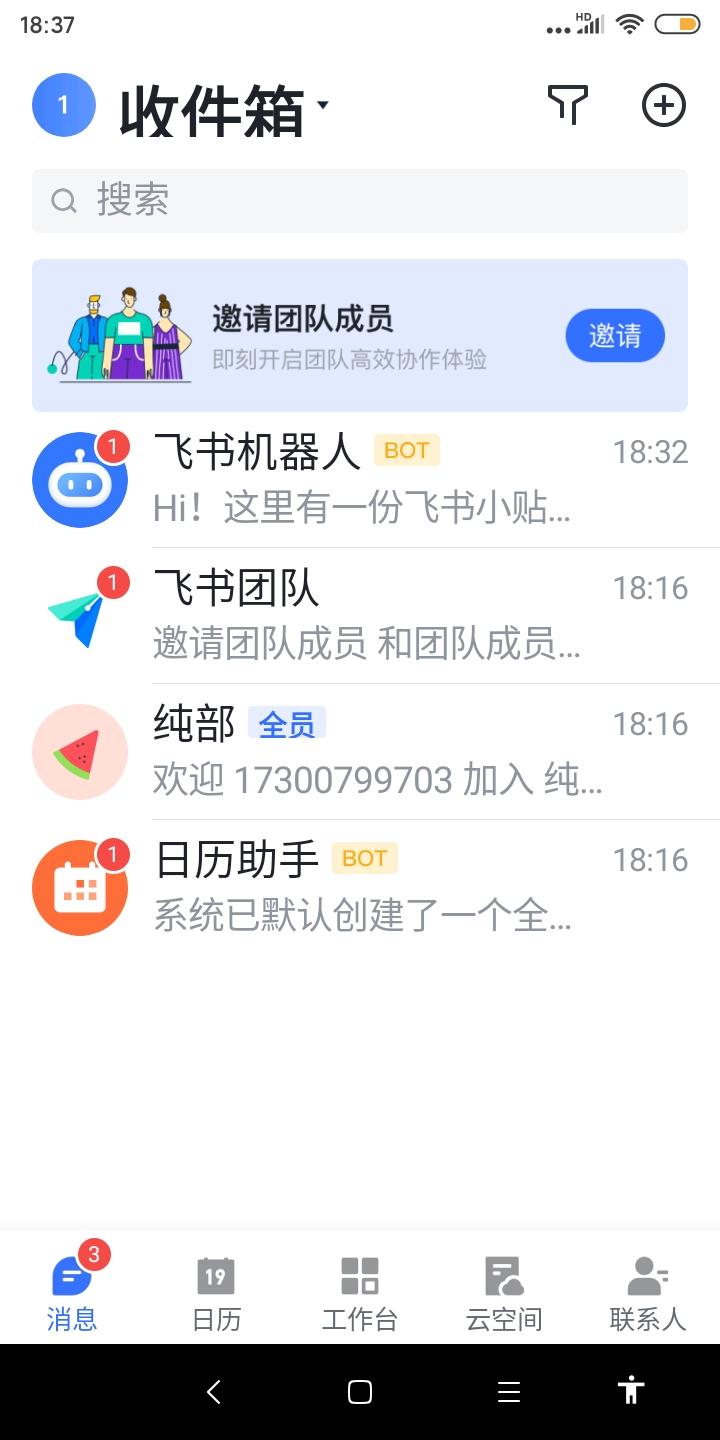 18:37
HD
1
收件箱
搜索
邀请团队成员
即刻开启团队高效协作体验
邀请
1
飞书机器人 BOT 18:32
Hi！这里有一份飞书小贴...
1
飞书团队 18:16
邀请团队成员 和团队成员...
纯部 全员 18:16
欢迎 17300799703 加入 纯...
1
日历助手 BOT 18:16
系统已默认创建了一个全...
3
19
消息 日历 工作台 云空间 联系人